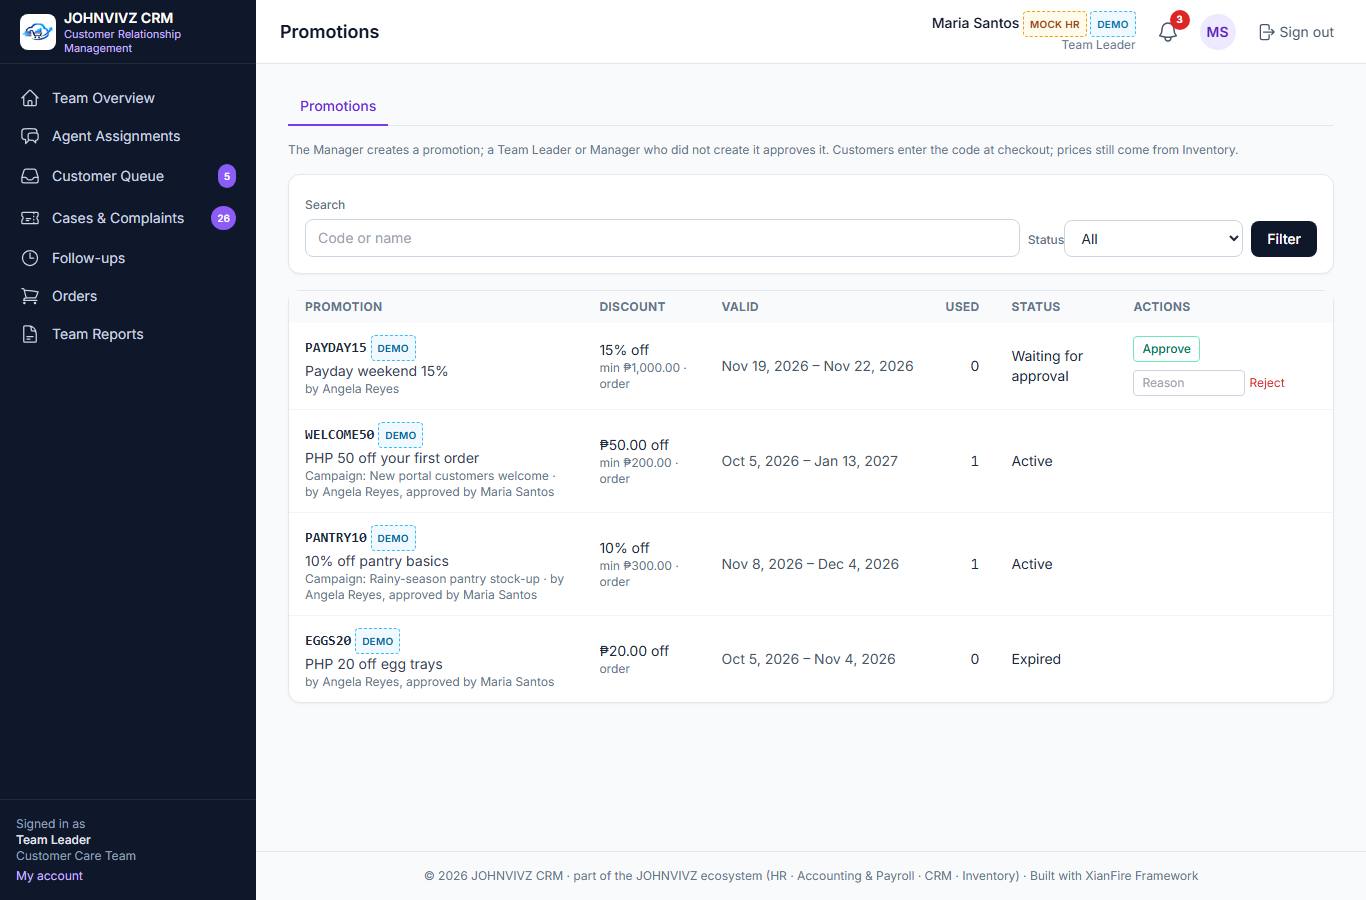 JOHNVIVZ CRM
Customer Relationship
Management
Team Overview
Agent Assignments
Customer Queue 5
Cases & Complaints 26
Follow-ups
Orders
Team Reports
Signed in as
Team Leader
Customer Care Team
My account
Promotions
Maria Santos MOCK HR DEMO
Team Leader
3
MS
Sign out
Promotions
The Manager creates a promotion; a Team Leader or Manager who did not create it approves it. Customers enter the code at checkout; prices still come from Inventory.
Search
Code or name
Status All
Filter
PROMOTION DISCOUNT VALID USED STATUS ACTIONS
PAYDAY15 DEMO
Payday weekend 15%
by Angela Reyes
15% off
min ₱1,000.00 ·
order
Nov 19, 2026 – Nov 22, 2026
0
Waiting for
approval
Approve
Reason Reject
WELCOME50 DEMO
PHP 50 off your first order
Campaign: New portal customers welcome ·
by Angela Reyes, approved by Maria Santos
₱50.00 off
min ₱200.00 ·
order
Oct 5, 2026 – Jan 13, 2027
1
Active
PANTRY10 DEMO
10% off pantry basics
Campaign: Rainy-season pantry stock-up · by
Angela Reyes, approved by Maria Santos
10% off
min ₱300.00 ·
order
Nov 8, 2026 – Dec 4, 2026
1
Active
EGGS20 DEMO
PHP 20 off egg trays
by Angela Reyes, approved by Maria Santos
₱20.00 off
order
Oct 5, 2026 – Nov 4, 2026
0
Expired
© 2026 JOHNVIVZ CRM · part of the JOHNVIVZ ecosystem (HR · Accounting & Payroll · CRM · Inventory) · Built with XianFire Framework